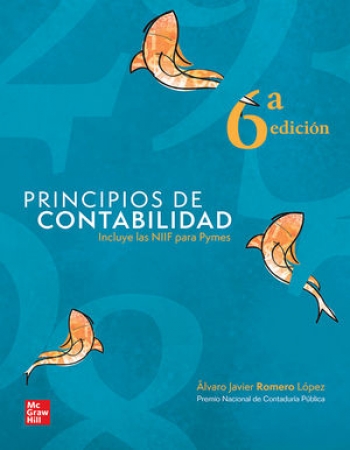 6a
edición
PRINCIPIOS DE
CONTABILIDAD
Incluye las NIIF para Pymes
Álvaro Javier Romero López
Premio Nacional de Contaduría Pública
Mc
Graw
Hill